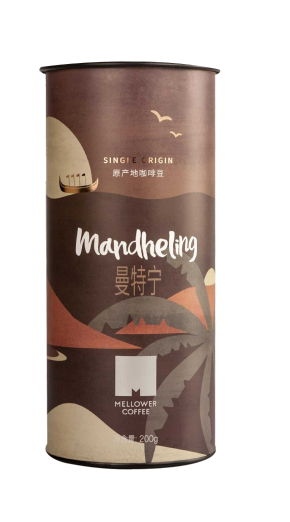 SINGLE ORIGIN
原产地咖啡豆
Mandheling
曼特宁
MELLOWER
COFFEE
200g